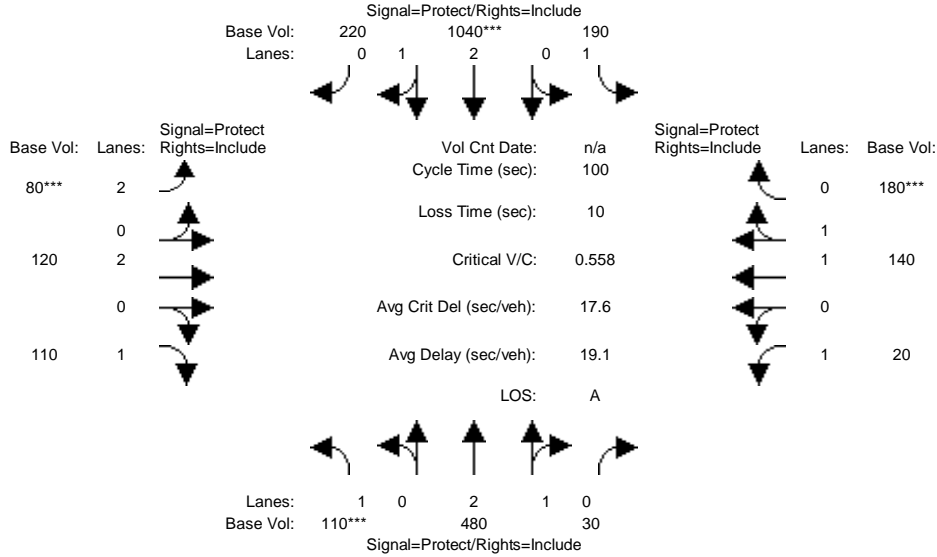 Signal=Protect/Rights=Include
Base Vol: 220 1040*** 190
Lanes: 0 1 2 0 1
Signal=Protect
Rights=Include
Signal=Protect
Rights=Include
Base Vol: Lanes: Vol Cnt Date: n/a Lanes: Base Vol:
Cycle Time (sec): 100
80*** 2 0 180***
Loss Time (sec): 10
0 1
120 2 Critical V/C: 0.558 1 140
0 Avg Crit Del (sec/veh): 17.6 0
110 1 Avg Delay (sec/veh): 19.1 1 20
LOS: A
Lanes: 1 0 2 1 0
Base Vol: 110*** 480 30
Signal=Protect/Rights=Include